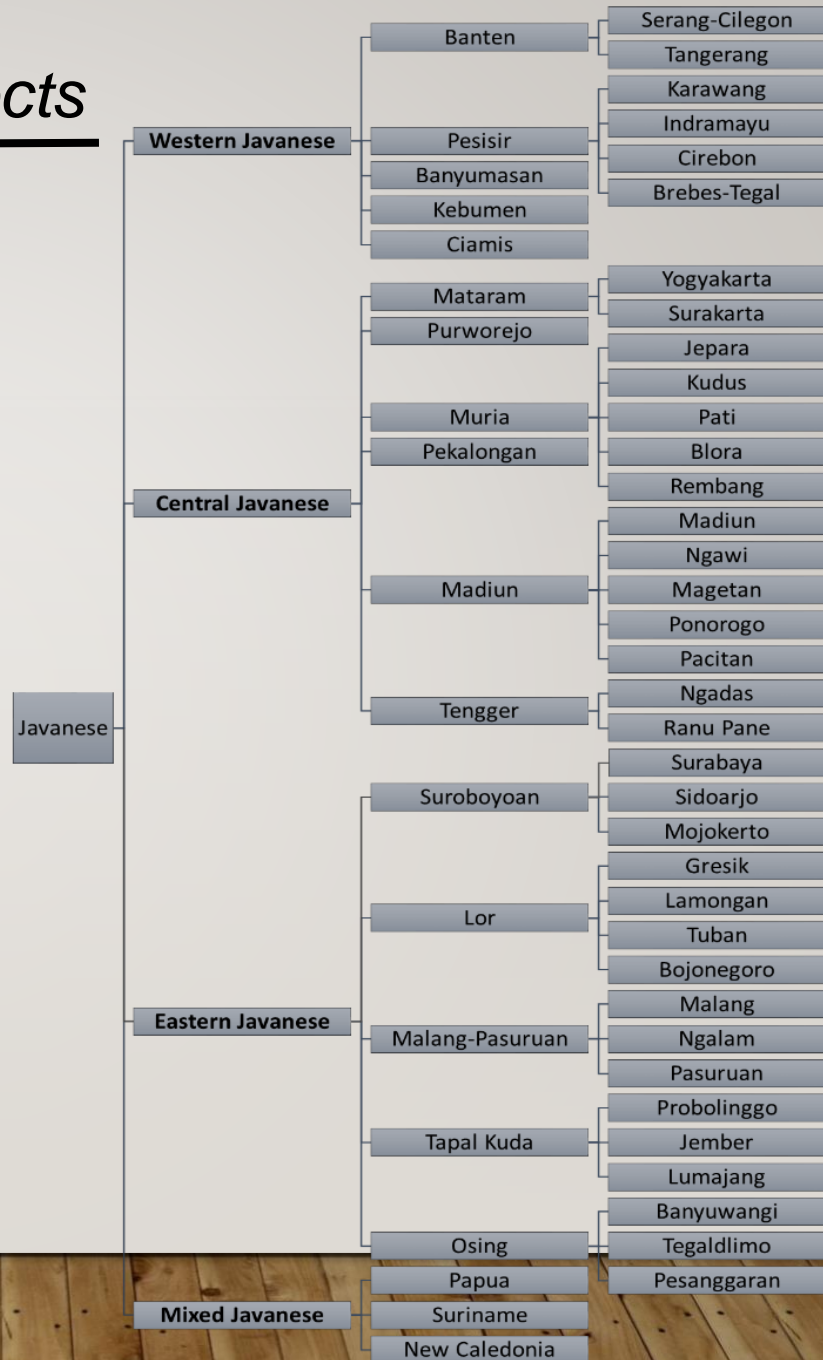 cts
Javanese
Western Javanese
Banten
Serang-Cilegon
Tangerang
Pesisir
Karawang
Indramayu
Cirebon
Brebes-Tegal
Banyumasan
Kebumen
Ciamis
Central Javanese
Mataram
Yogyakarta
Surakarta
Purworejo
Muria
Jepara
Kudus
Pati
Blora
Rembang
Pekalongan
Madiun
Madiun
Ngawi
Magetan
Ponorogo
Pacitan
Tengger
Ngadas
Ranu Pane
Eastern Javanese
Suroboyoan
Surabaya
Sidoarjo
Mojokerto
Lor
Gresik
Lamongan
Tuban
Bojonegoro
Malang-Pasuruan
Malang
Ngalam
Pasuruan
Tapal Kuda
Probolinggo
Jember
Lumajang
Osing
Banyuwangi
Tegaldlimo
Pesanggaran
Mixed Javanese
Papua
Suriname
New Caledonia